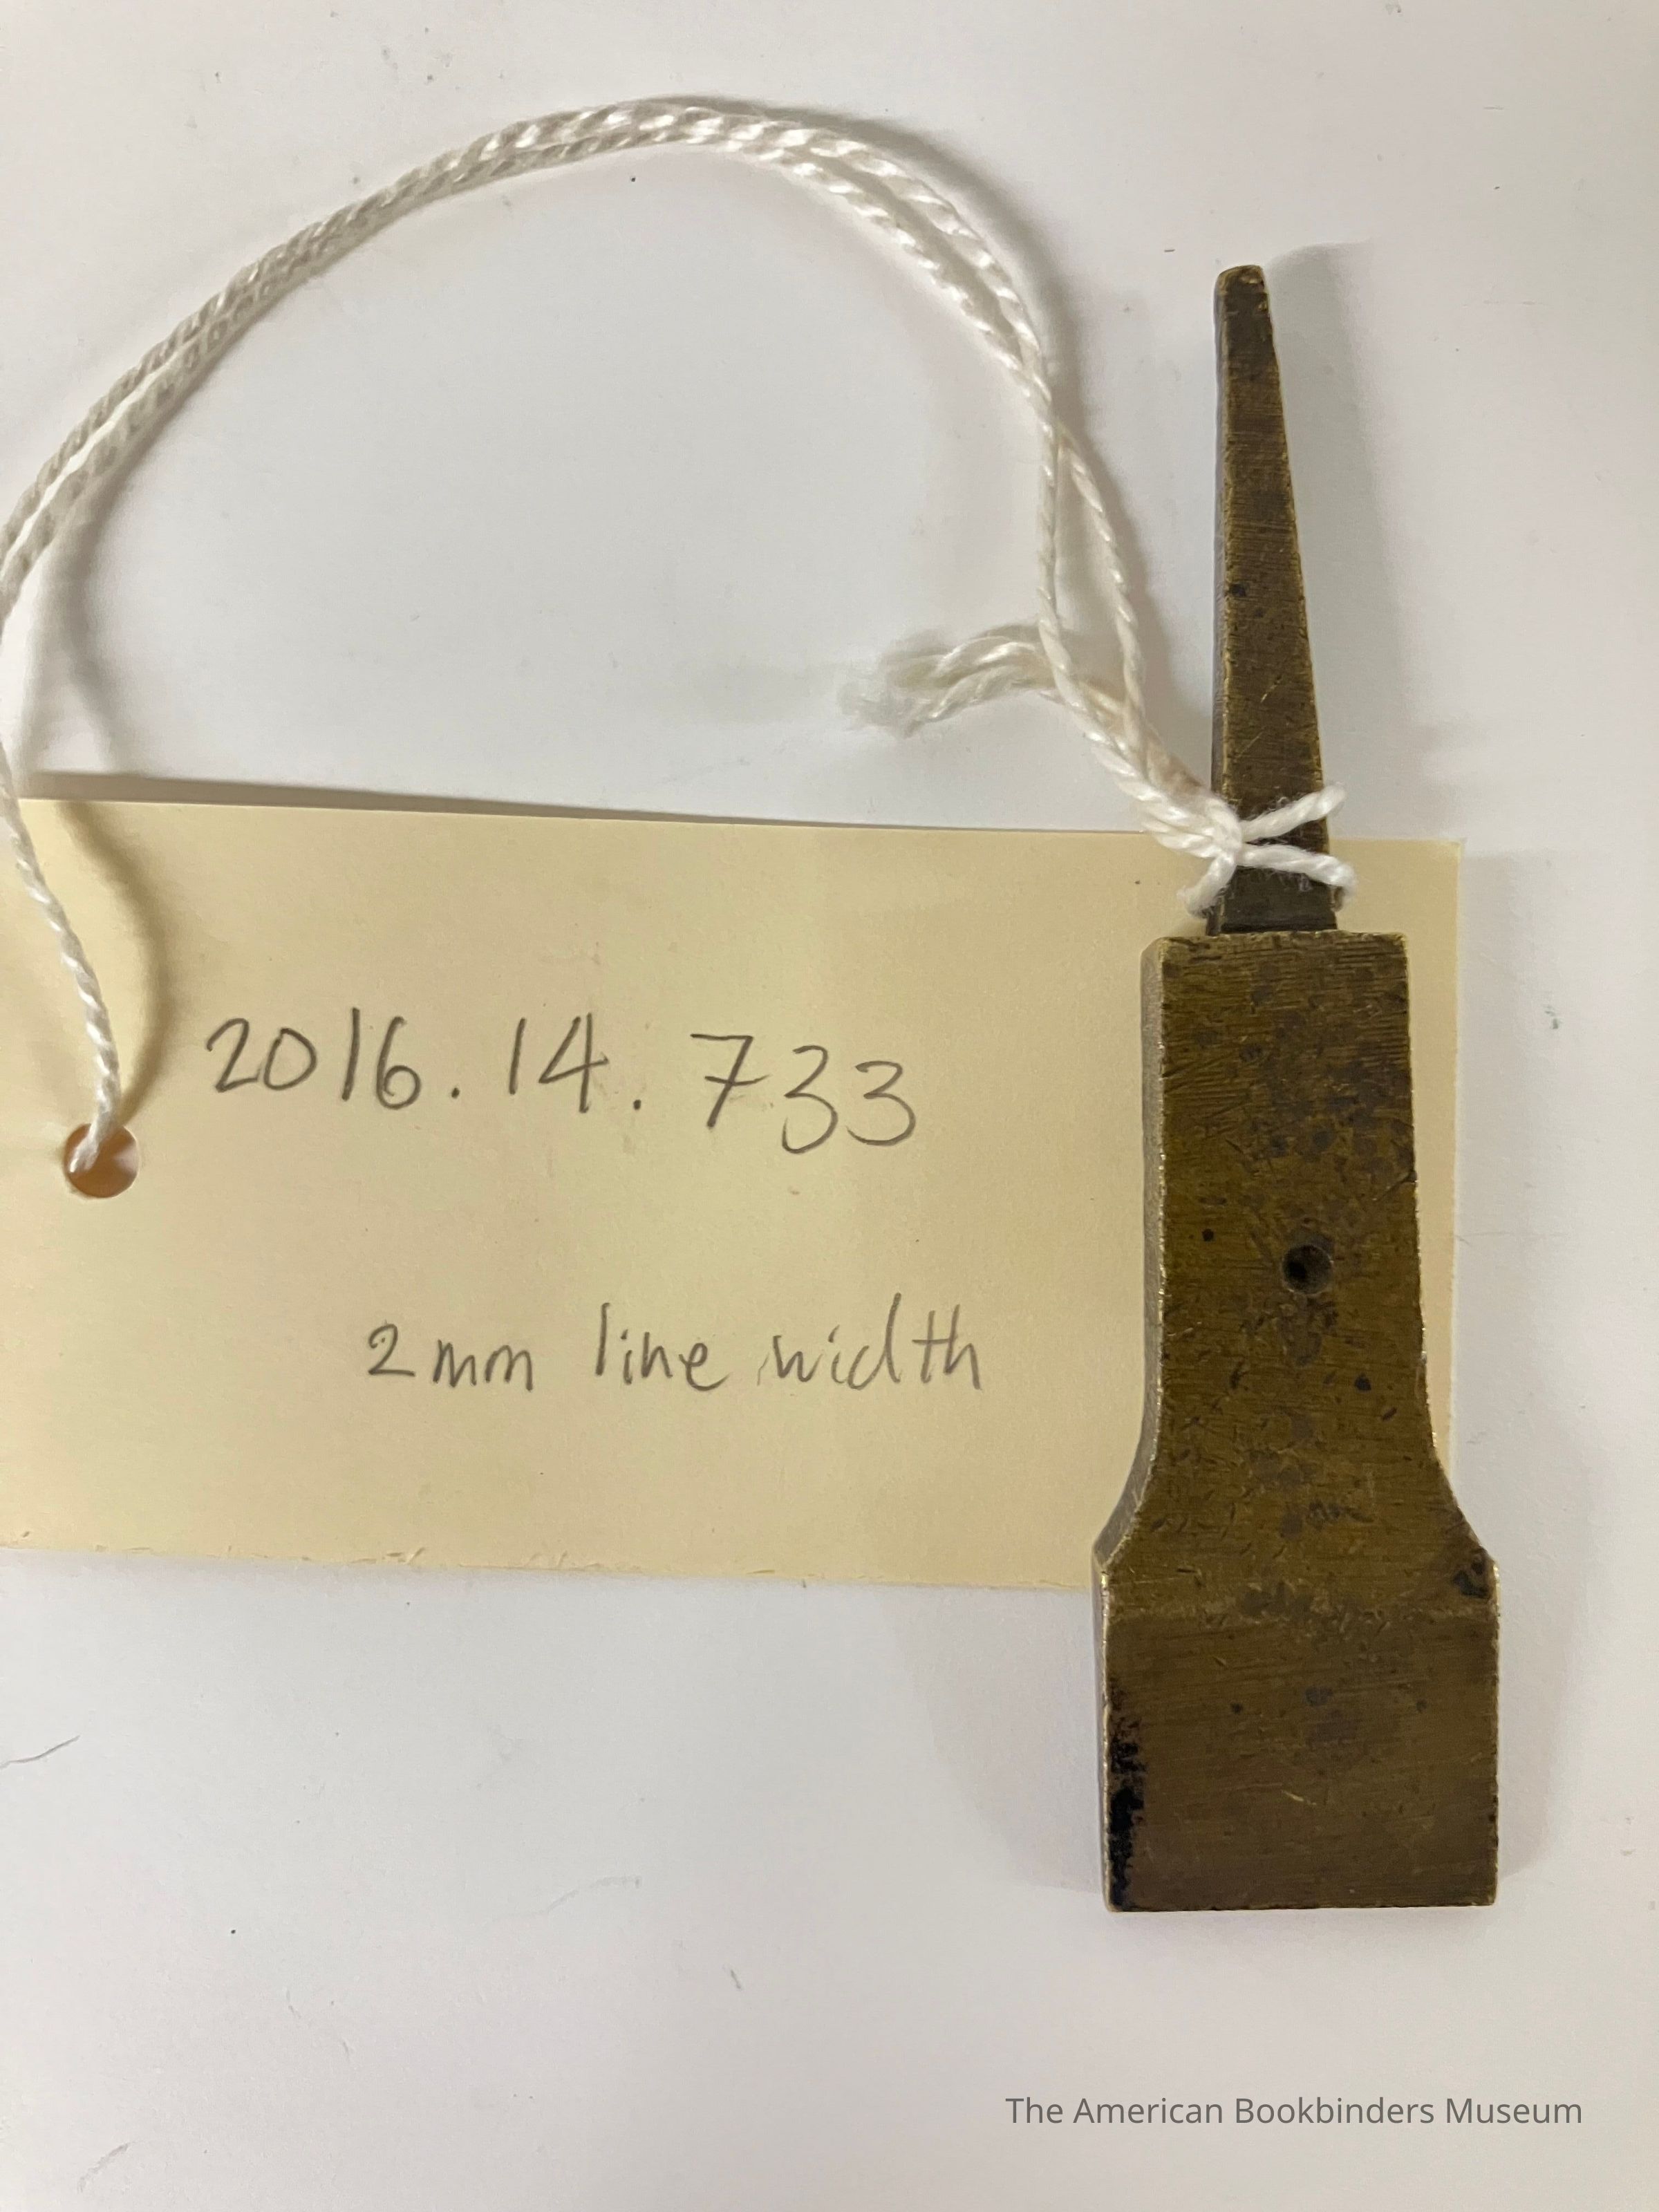 2016.14.733
2mm line width
The American Bookbinders Museum